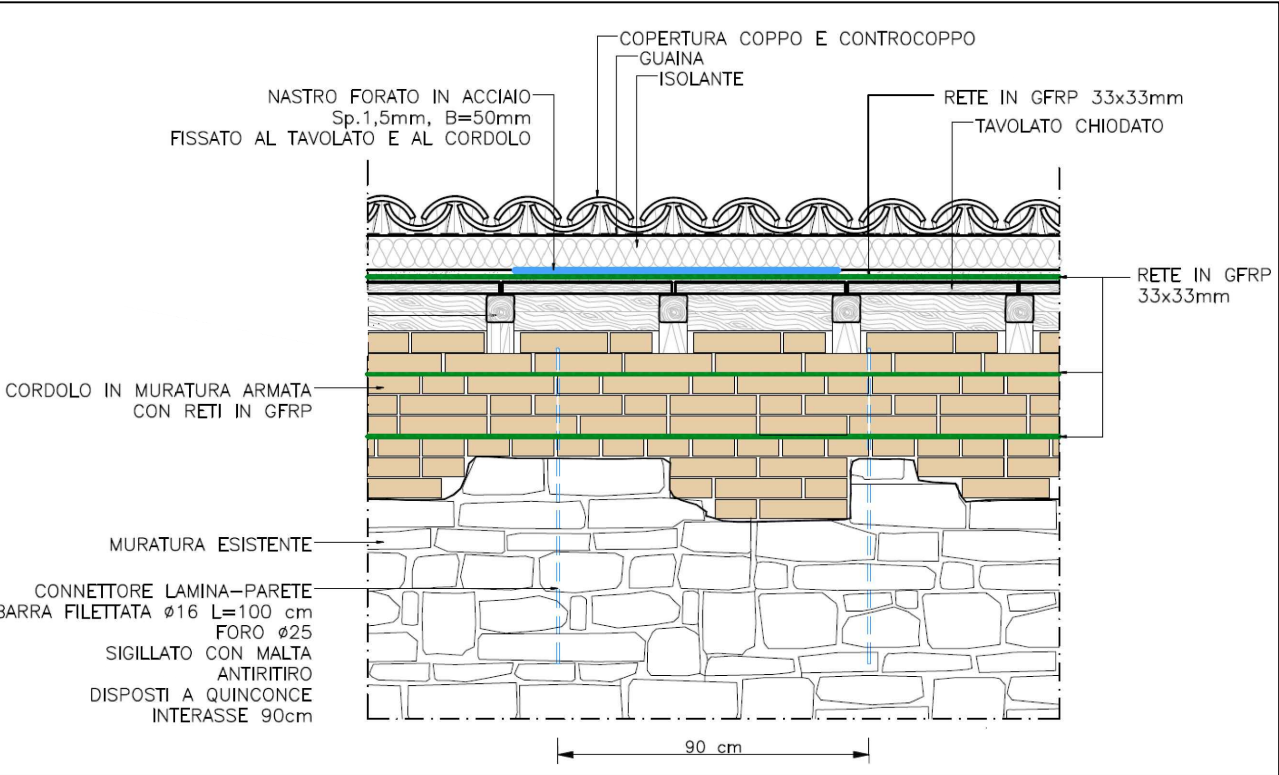 COPERTURA COPPO E CONTROCOPPO
GUAINA
ISOLANTE
NASTRO FORATO IN ACCIAIO
Sp.1,5mm, B=50mm
FISSATO AL TAVOLATO E AL CORDOLO
RETE IN GFRP 33x33mm
TAVOLATO CHIODATO
RETE IN GFRP
33x33mm
CORDOLO IN MURATURA ARMATA
CON RETI IN GFRP
MURATURA ESISTENTE
CONNETTORE LAMINA-PARETE
BARRA FILETTATA ø16 L=100 cm
FORO ø25
SIGILLATO CON MALTA
ANTIRITIRO
DISPOSTI A QUINCONCE
INTERASSE 90cm
90 cm